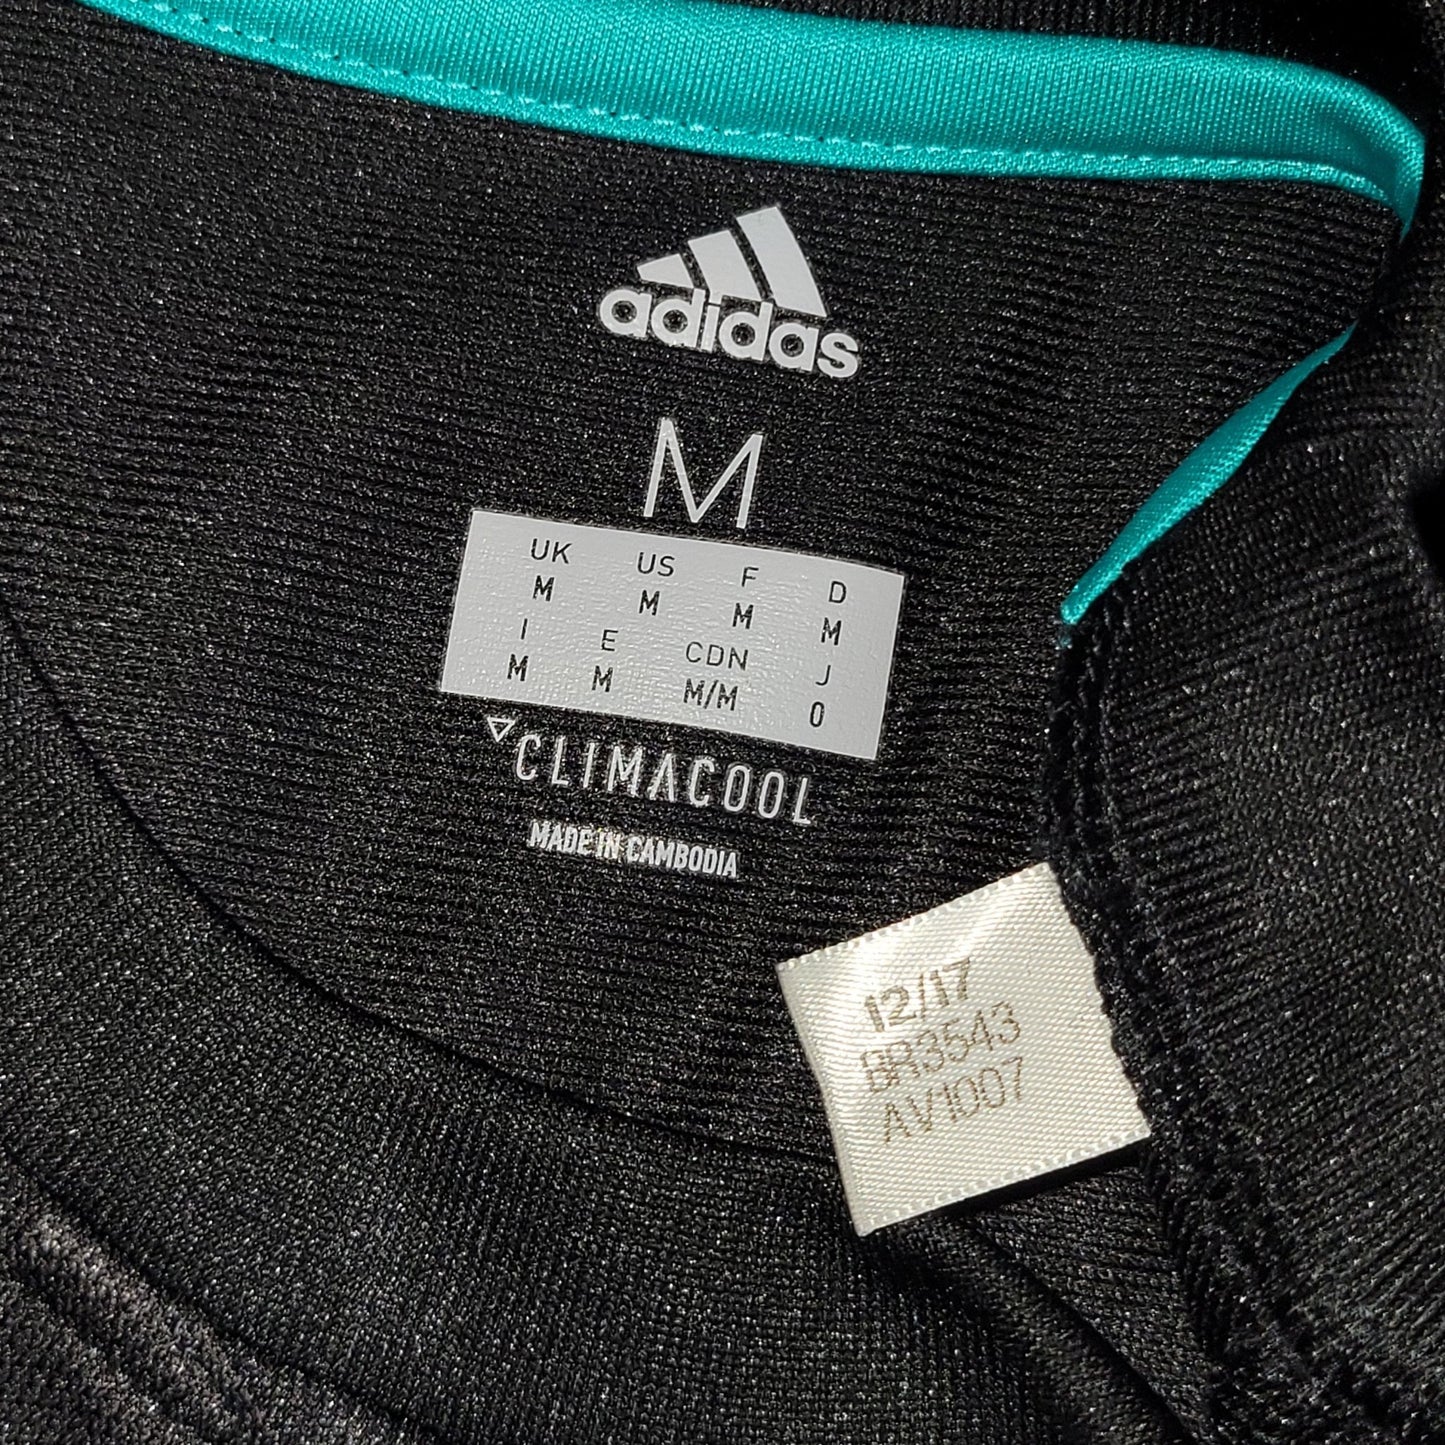 adidas
M
UK US F D
M M M M
I E CDN J
M M M/M O
CLIMACOOL
MADE IN CAMBODIA
12/17
BR3543
AV1007